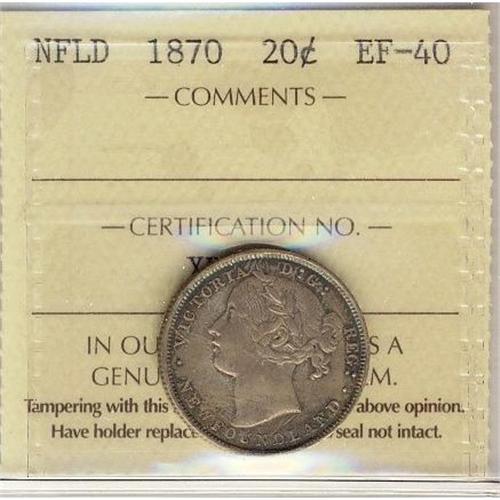 NFLD 1870 20¢ EF-40
— COMMENTS —
— CERTIFICATION NO. —
VICTORIA D:G: REG:
NEWFOUNDLAND
IN OU S A
GENU M.
Tampering with this above opinion.
Have holder replac seal not intact.